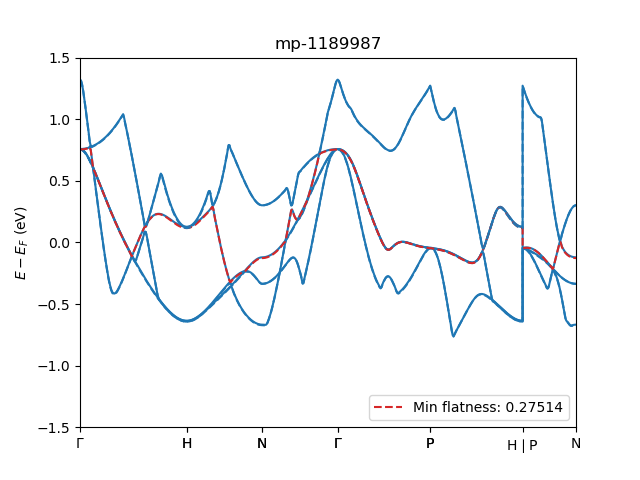 mp-1189987
E − E_F (eV)
1.5
1.0
0.5
0.0
−0.5
−1.0
−1.5
Min flatness: 0.27514
Γ H N Γ P H | P N